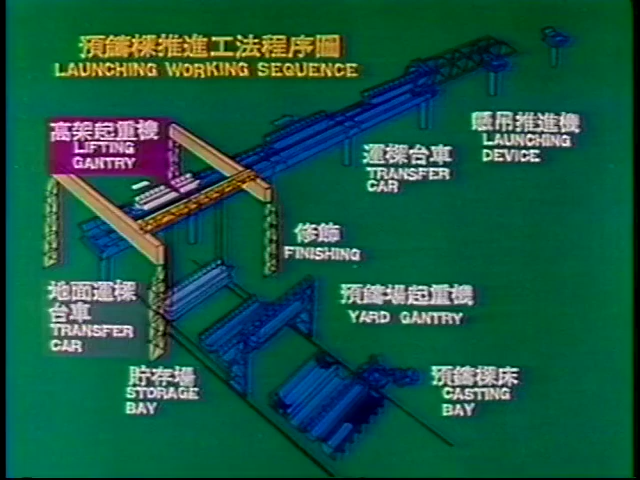 預鑄樑推進工法程序圖
LAUNCHING WORKING SEQUENCE
高架起重機
LIFTING
GANTRY
懸吊推進機
LAUNCHING
DEVICE
運樑台車
TRANSFER
CAR
修飾
FINISHING
地面運樑
台車
TRANSFER
CAR
預鑄場起重機
YARD GANTRY
貯存場
STORAGE
BAY
預鑄樑床
CASTING
BAY